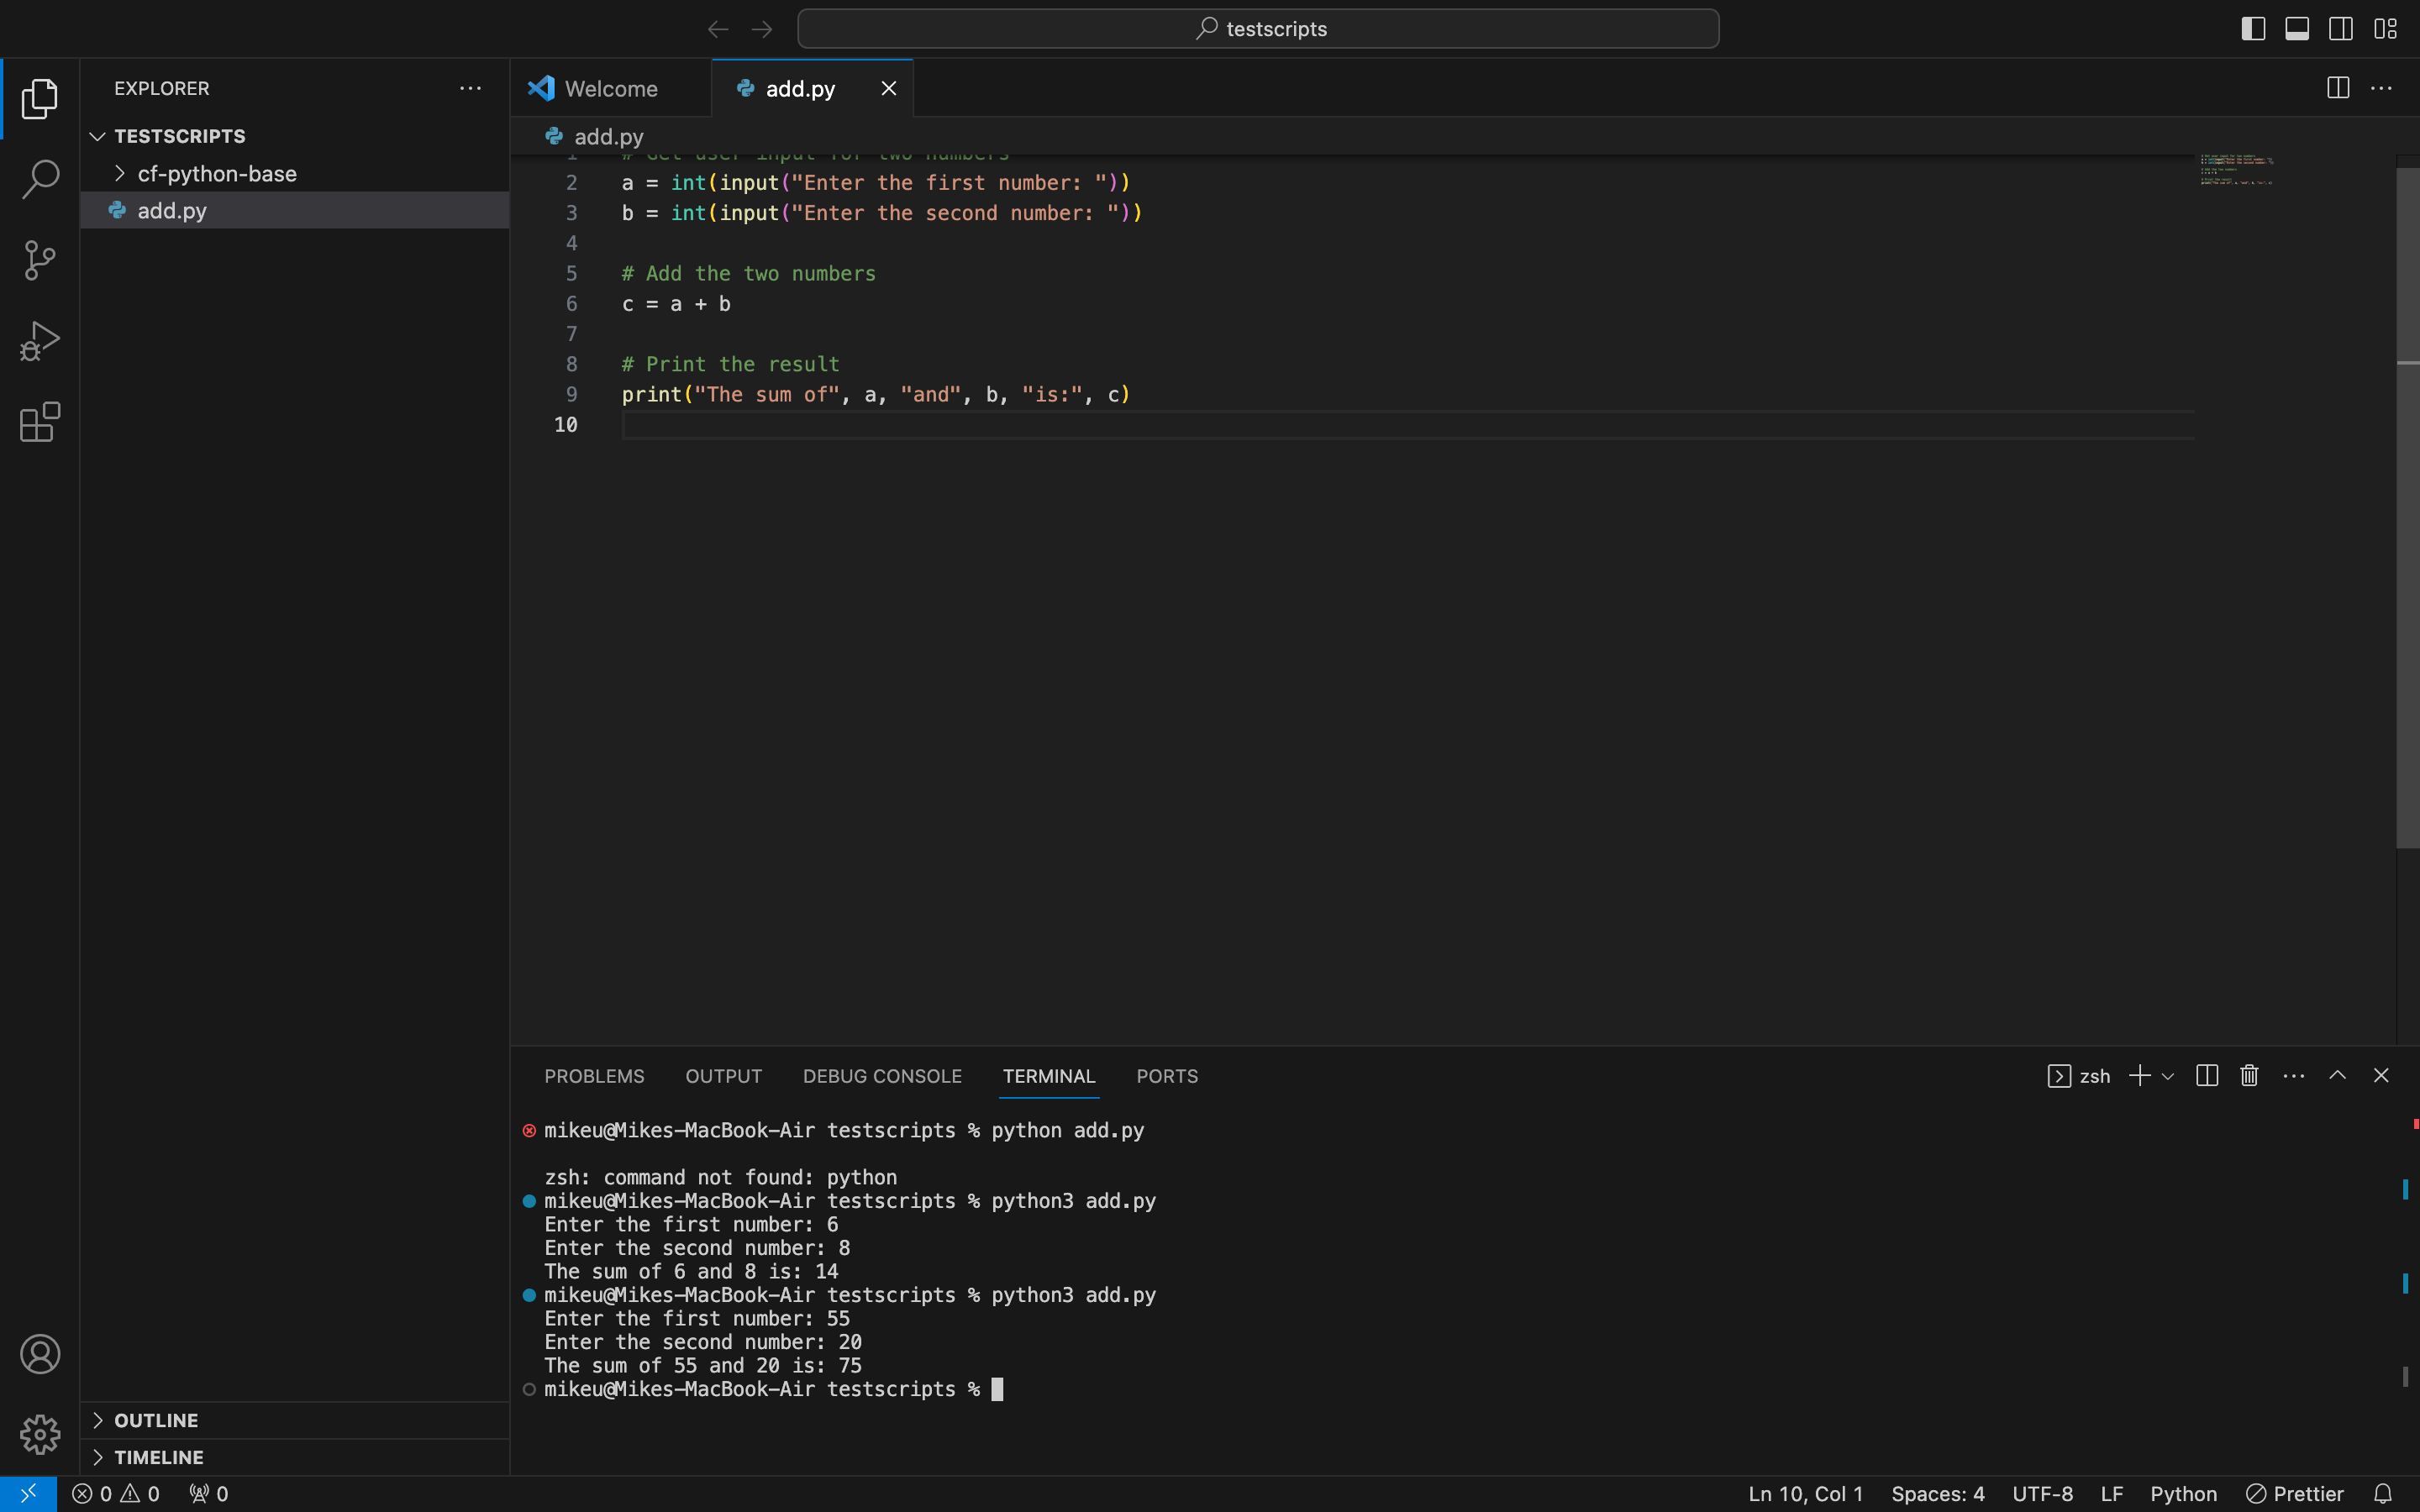 testscripts
EXPLORER
TESTSCRIPTS
cf-python-base
add.py
OUTLINE
TIMELINE
Welcome
add.py
add.py
1 # Get user input for two numbers
2 a = int(input("Enter the first number: "))
3 b = int(input("Enter the second number: "))
4
5 # Add the two numbers
6 c = a + b
7
8 # Print the result
9 print("The sum of", a, "and", b, "is:", c)
10
PROBLEMS OUTPUT DEBUG CONSOLE TERMINAL PORTS
zsh
mikeu@Mikes-MacBook-Air testscripts % python add.py
zsh: command not found: python
mikeu@Mikes-MacBook-Air testscripts % python3 add.py
Enter the first number: 6
Enter the second number: 8
The sum of 6 and 8 is: 14
mikeu@Mikes-MacBook-Air testscripts % python3 add.py
Enter the first number: 55
Enter the second number: 20
The sum of 55 and 20 is: 75
mikeu@Mikes-MacBook-Air testscripts %
0 0 0
Ln 10, Col 1 Spaces: 4 UTF-8 LF Python Prettier